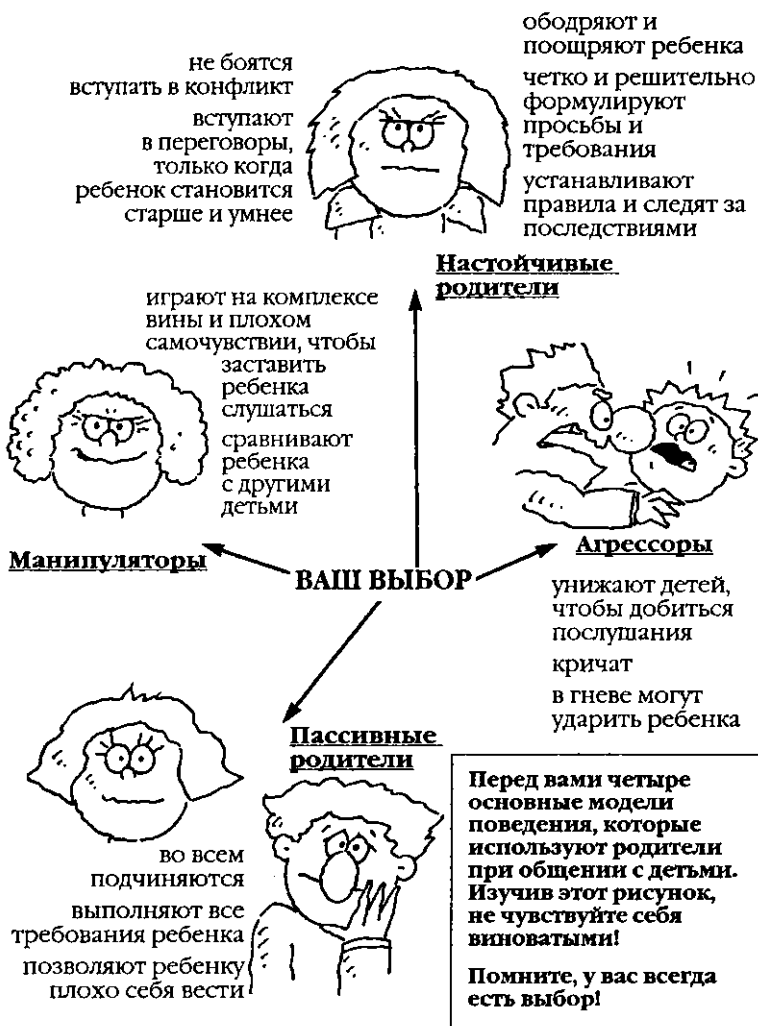 не боятся
вступать в конфликт
вступают
в переговоры,
только когда
ребенок становится
старше и умнее
ободряют и
поощряют ребенка
четко и решительно
формулируют
просьбы и
требования
устанавливают
правила и следят за
последствиями
Настойчивые
родители
играют на комплексе
вины и плохом
самочувствии, чтобы
заставить
ребенка
слушаться
сравнивают
ребенка
с другими
детьми
Манипуляторы
ВАШ ВЫБОР
Агрессоры
унижают детей,
чтобы добиться
послушания
кричат
в гневе могут
ударить ребенка
Пассивные
родители
во всем
подчиняются
выполняют все
требования ребенка
позволяют ребенку
плохо себя вести
Перед вами четыре
основные модели
поведения, которые
используют родители
при общении с детьми.
Изучив этот рисунок,
не чувствуйте себя
виноватыми!
Помните, у вас всегда
есть выбор!